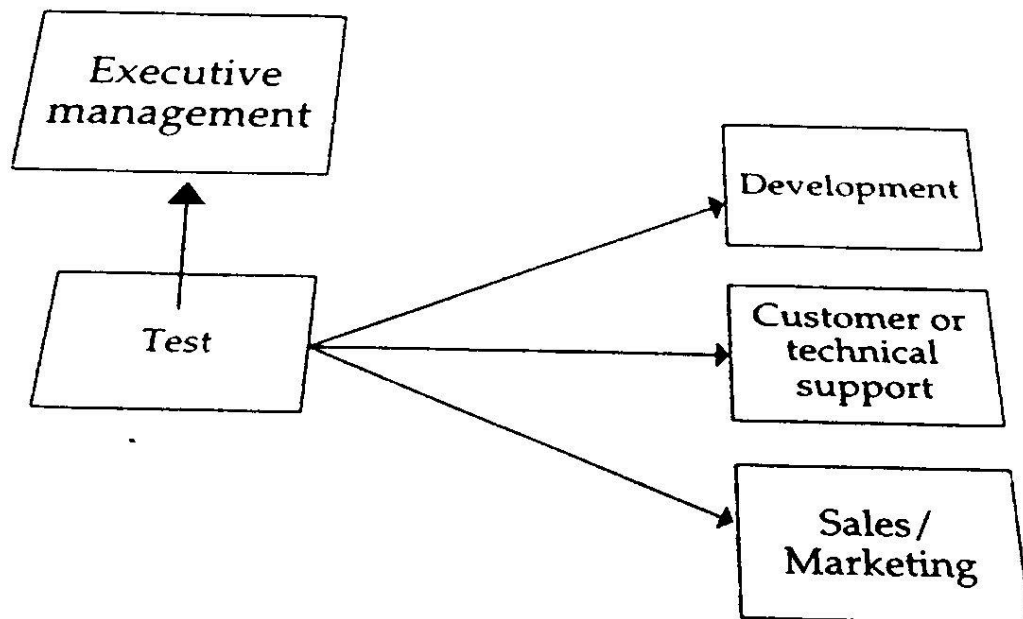 Executive
management
Test
Development
Customer or
technical
support
Sales/
Marketing